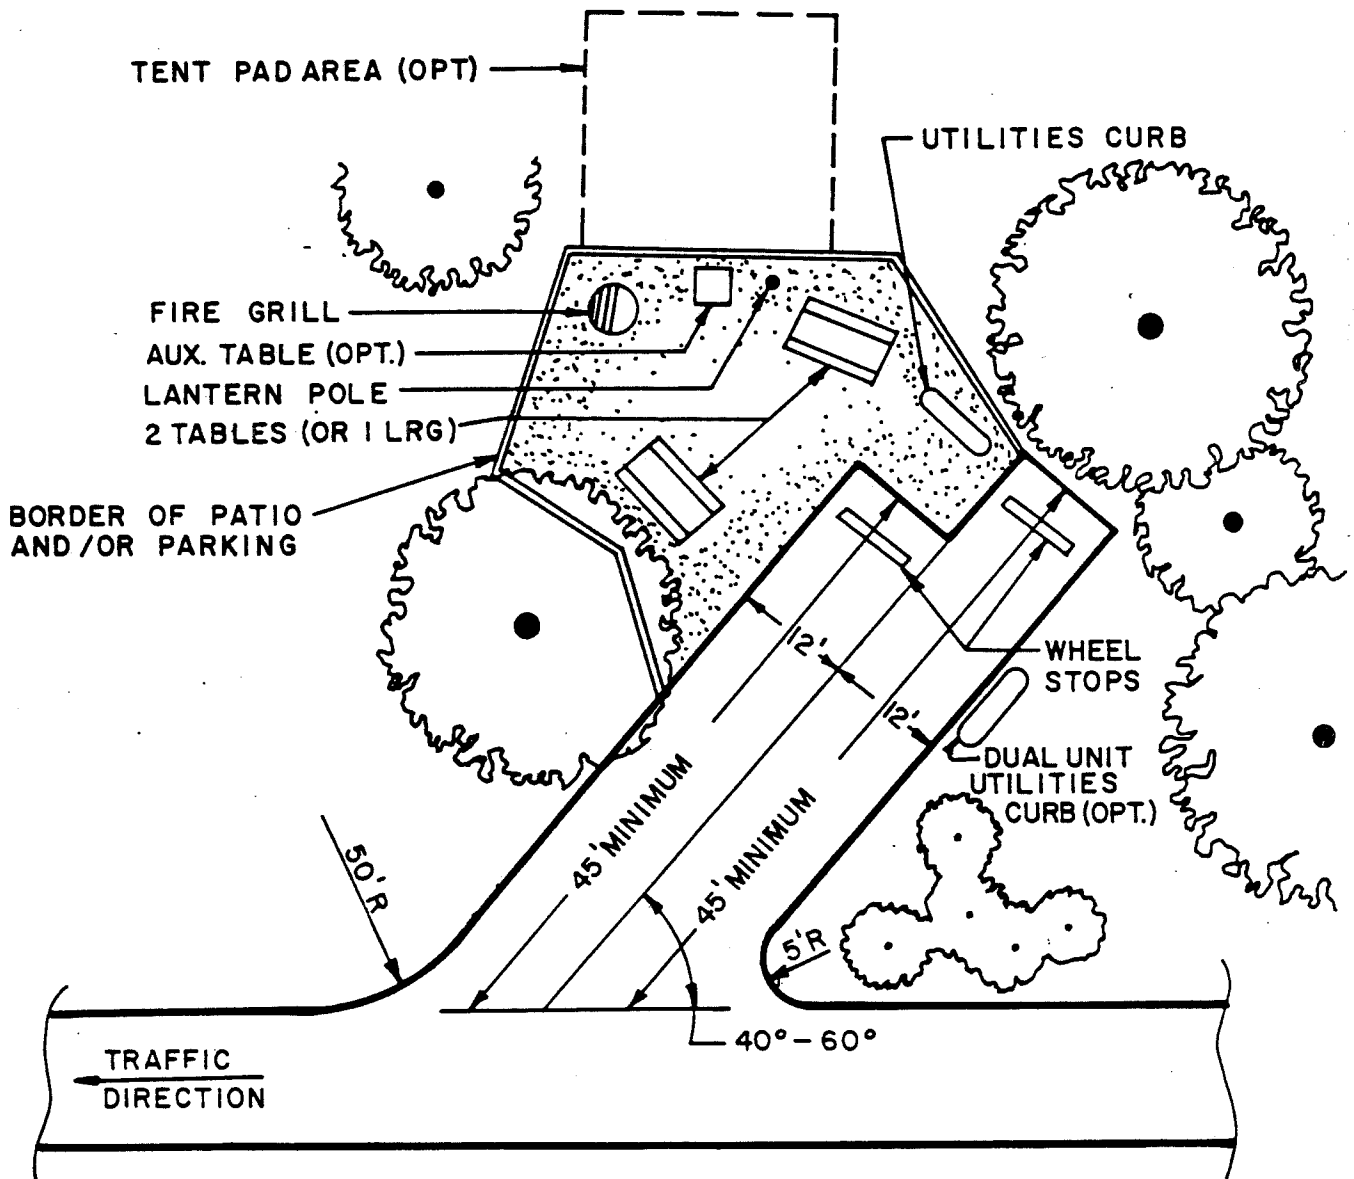 TENT PAD AREA (OPT)
UTILITIES CURB
FIRE GRILL
AUX. TABLE (OPT.)
LANTERN POLE
2 TABLES (OR 1 LRG)
BORDER OF PATIO
AND/OR PARKING
12'
12'
WHEEL
STOPS
DUAL UNIT
UTILITIES
CURB (OPT.)
45' MINIMUM
45' MINIMUM
50'R
5'R
40°-60°
TRAFFIC
DIRECTION